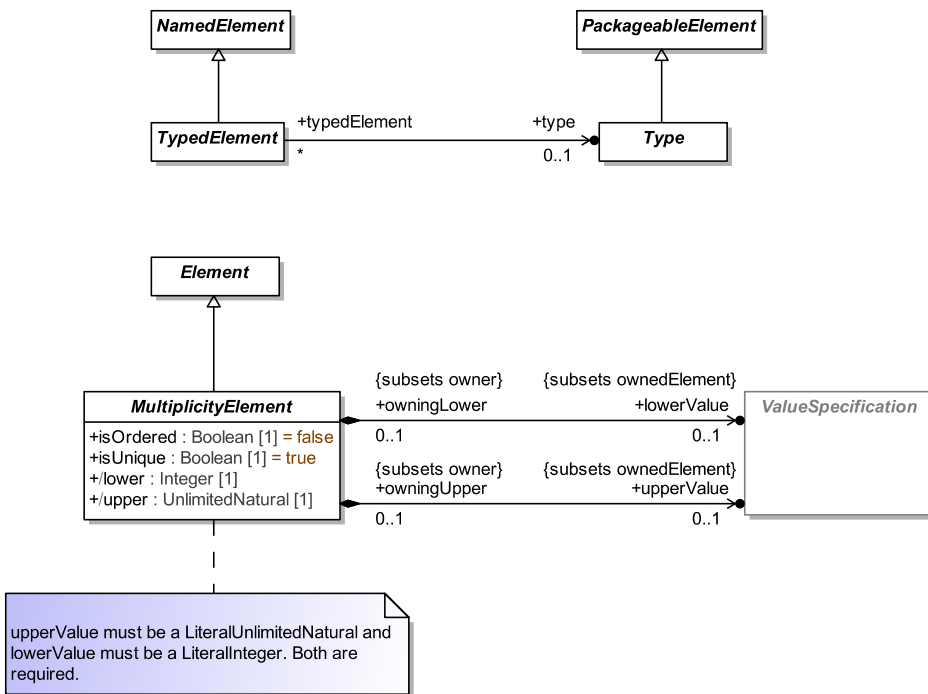 NamedElement
PackageableElement
TypedElement
+typedElement
+type
Type
*
0..1
Element
{subsets owner}
{subsets ownedElement}
MultiplicityElement
+owningLower
+lowerValue
ValueSpecification
+isOrdered : Boolean [1] = false
0..1
0..1
+isUnique : Boolean [1] = true
{subsets owner}
{subsets ownedElement}
+/lower : Integer [1]
+owningUpper
+upperValue
+/upper : UnlimitedNatural [1]
0..1
0..1
upperValue must be a LiteralUnlimitedNatural and
lowerValue must be a LiteralInteger. Both are
required.